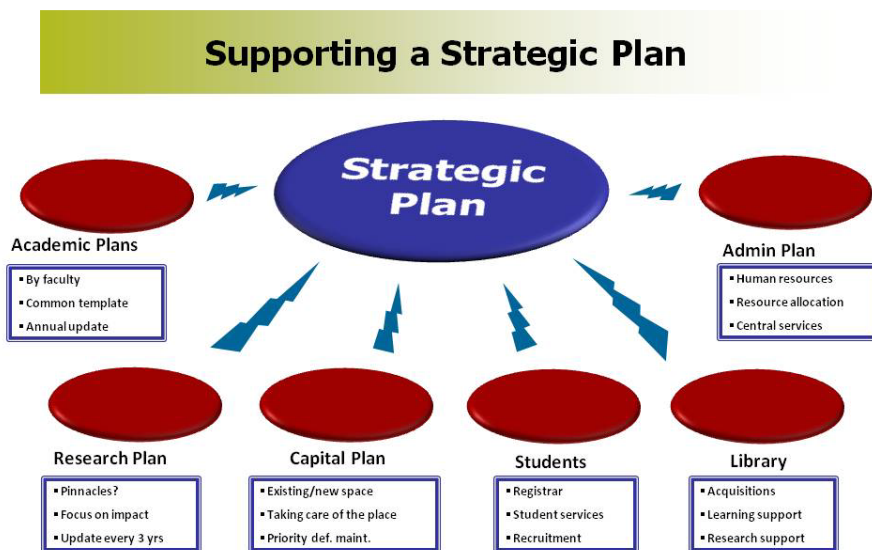 Supporting a Strategic Plan
Strategic
Plan
Academic Plans
▪ By faculty
▪ Common template
▪ Annual update
Admin Plan
▪ Human resources
▪ Resource allocation
▪ Central services
Research Plan
▪ Pinnacles?
▪ Focus on impact
▪ Update every 3 yrs
Capital Plan
▪ Existing/new space
▪ Taking care of the place
▪ Priority def. maint.
Students
▪ Registrar
▪ Student services
▪ Recruitment
Library
▪ Acquisitions
▪ Learning support
▪ Research support